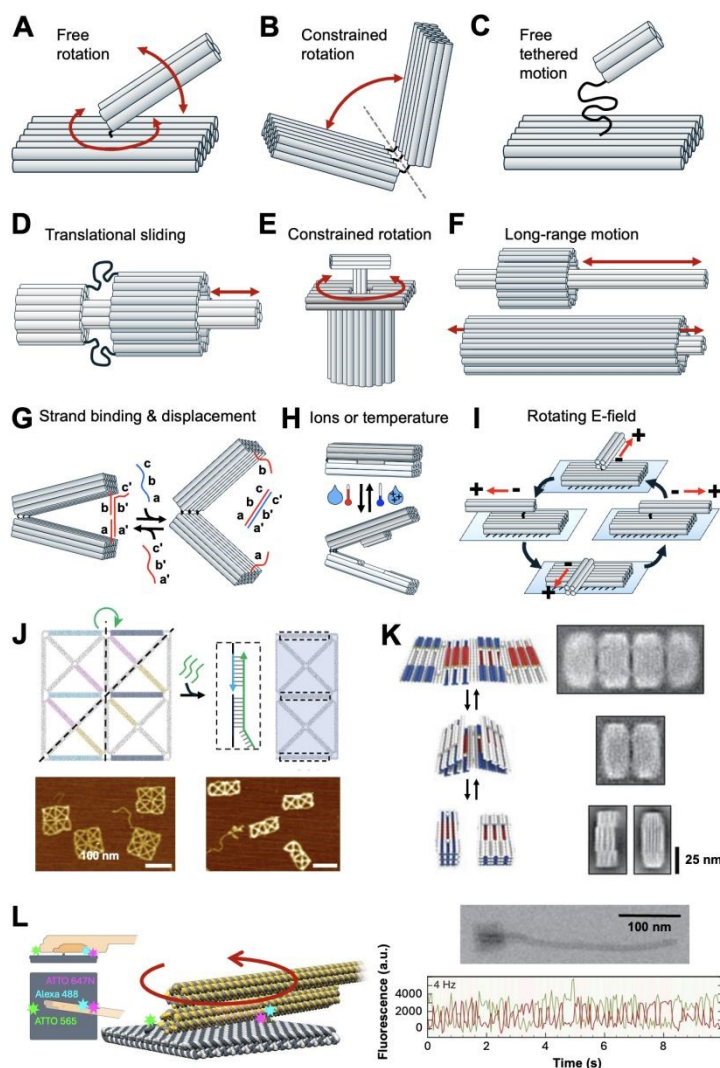 A
Free
rotation
B
Constrained
rotation
C
Free
tethered
motion
D
Translational sliding
E
Constrained rotation
F
Long-range motion
G
Strand binding & displacement
c'
b
b'
a
a'
c
b
a
c'
b'
a'
b
c
b
a
c'
b'
a'
a
H
Ions or temperature
I
Rotating E-field
+
-
+ -
- +
-
+
J
100 nm
K
25 nm
L
ATTO 647N
Alexa 488
ATTO 565
100 nm
Fluorescence (a.u.)
4 Hz
4000
2000
0
0 2 4 6 8
Time (s)